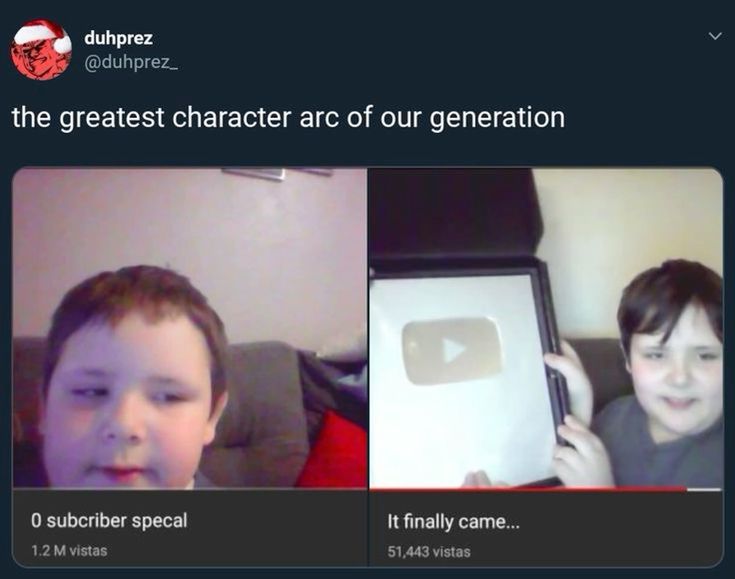 duhprez
@duhprez_
the greatest character arc of our generation
0 subcriber specal
1.2 M vistas
It finally came...
51,443 vistas